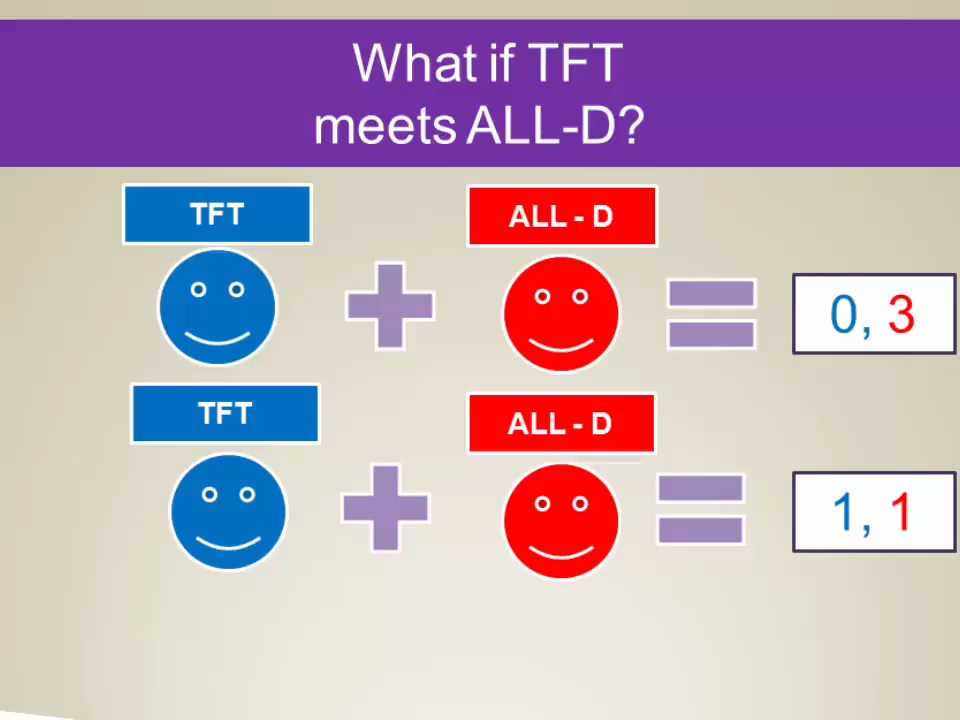 What if TFT
meets ALL-D?
TFT
ALL - D
0, 3
TFT
ALL - D
1, 1